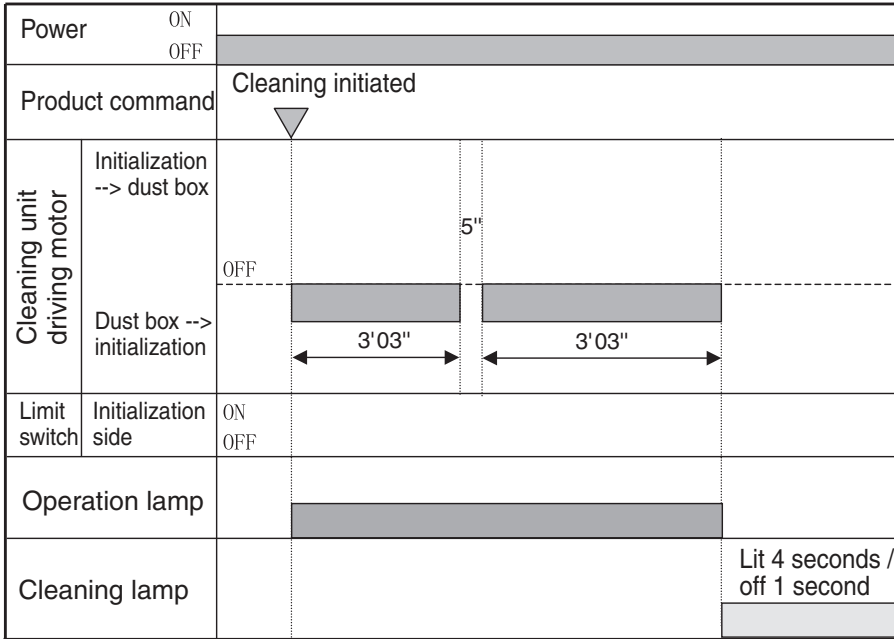 Power
ON
OFF
Product command
Cleaning initiated
Cleaning unit
driving motor
Initialization
--> dust box
5"
OFF
Dust box -->
initialization
3'03"
3'03"
Limit
switch
Initialization
side
ON
OFF
Operation lamp
Cleaning lamp
Lit 4 seconds /
off 1 second